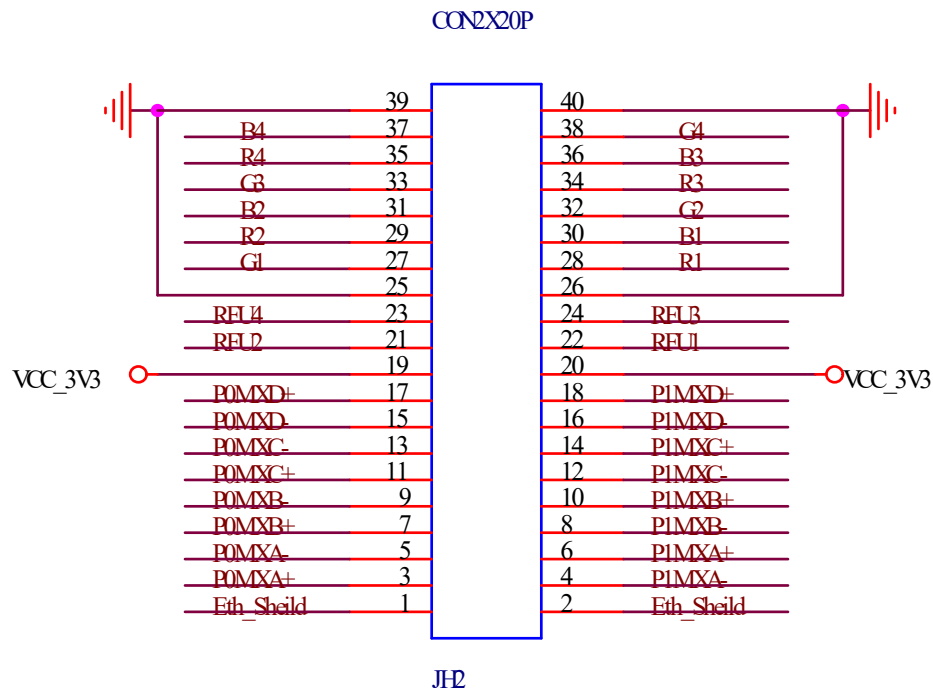 CON2X20P
39 40
B4 37 38 G4
R4 35 36 B3
G3 33 34 R3
B2 31 32 G2
R2 29 30 B1
G1 27 28 R1
25 26
RFU4 23 24 RFU3
RFU2 21 22 RFU1
VCC_3V3 19 20 VCC_3V3
P0MXD+ 17 18 P1MXD+
P0MXD- 15 16 P1MXD-
P0MXC- 13 14 P1MXC+
P0MXC+ 11 12 P1MXC-
P0MXB- 9 10 P1MXB+
P0MXB+ 7 8 P1MXB-
P0MXA- 5 6 P1MXA+
P0MXA+ 3 4 P1MXA-
Eth_Sheild 1 2 Eth_Sheild
JH2